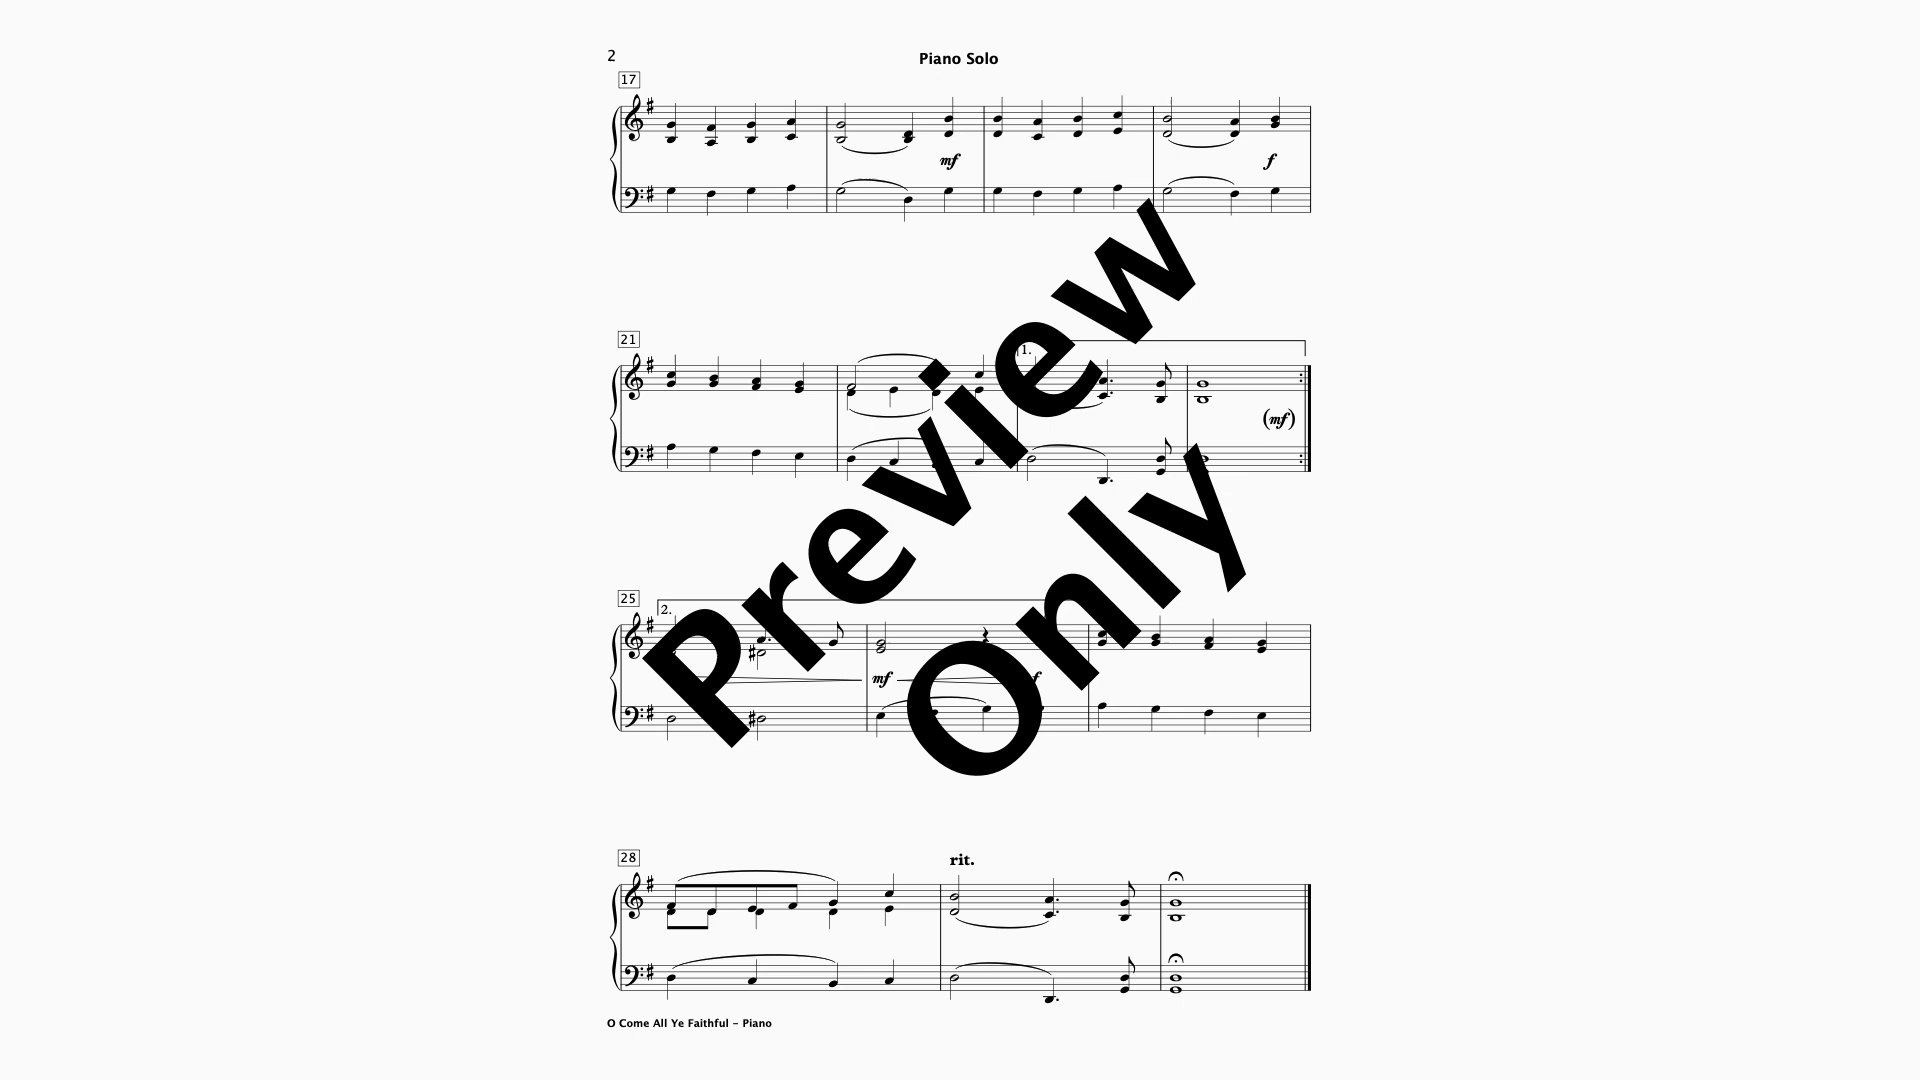 2
Piano Solo
17
mf
f
21
1.
(mf)
25
2.
mf
f
28
rit.
O Come All Ye Faithful – Piano
Preview
Only